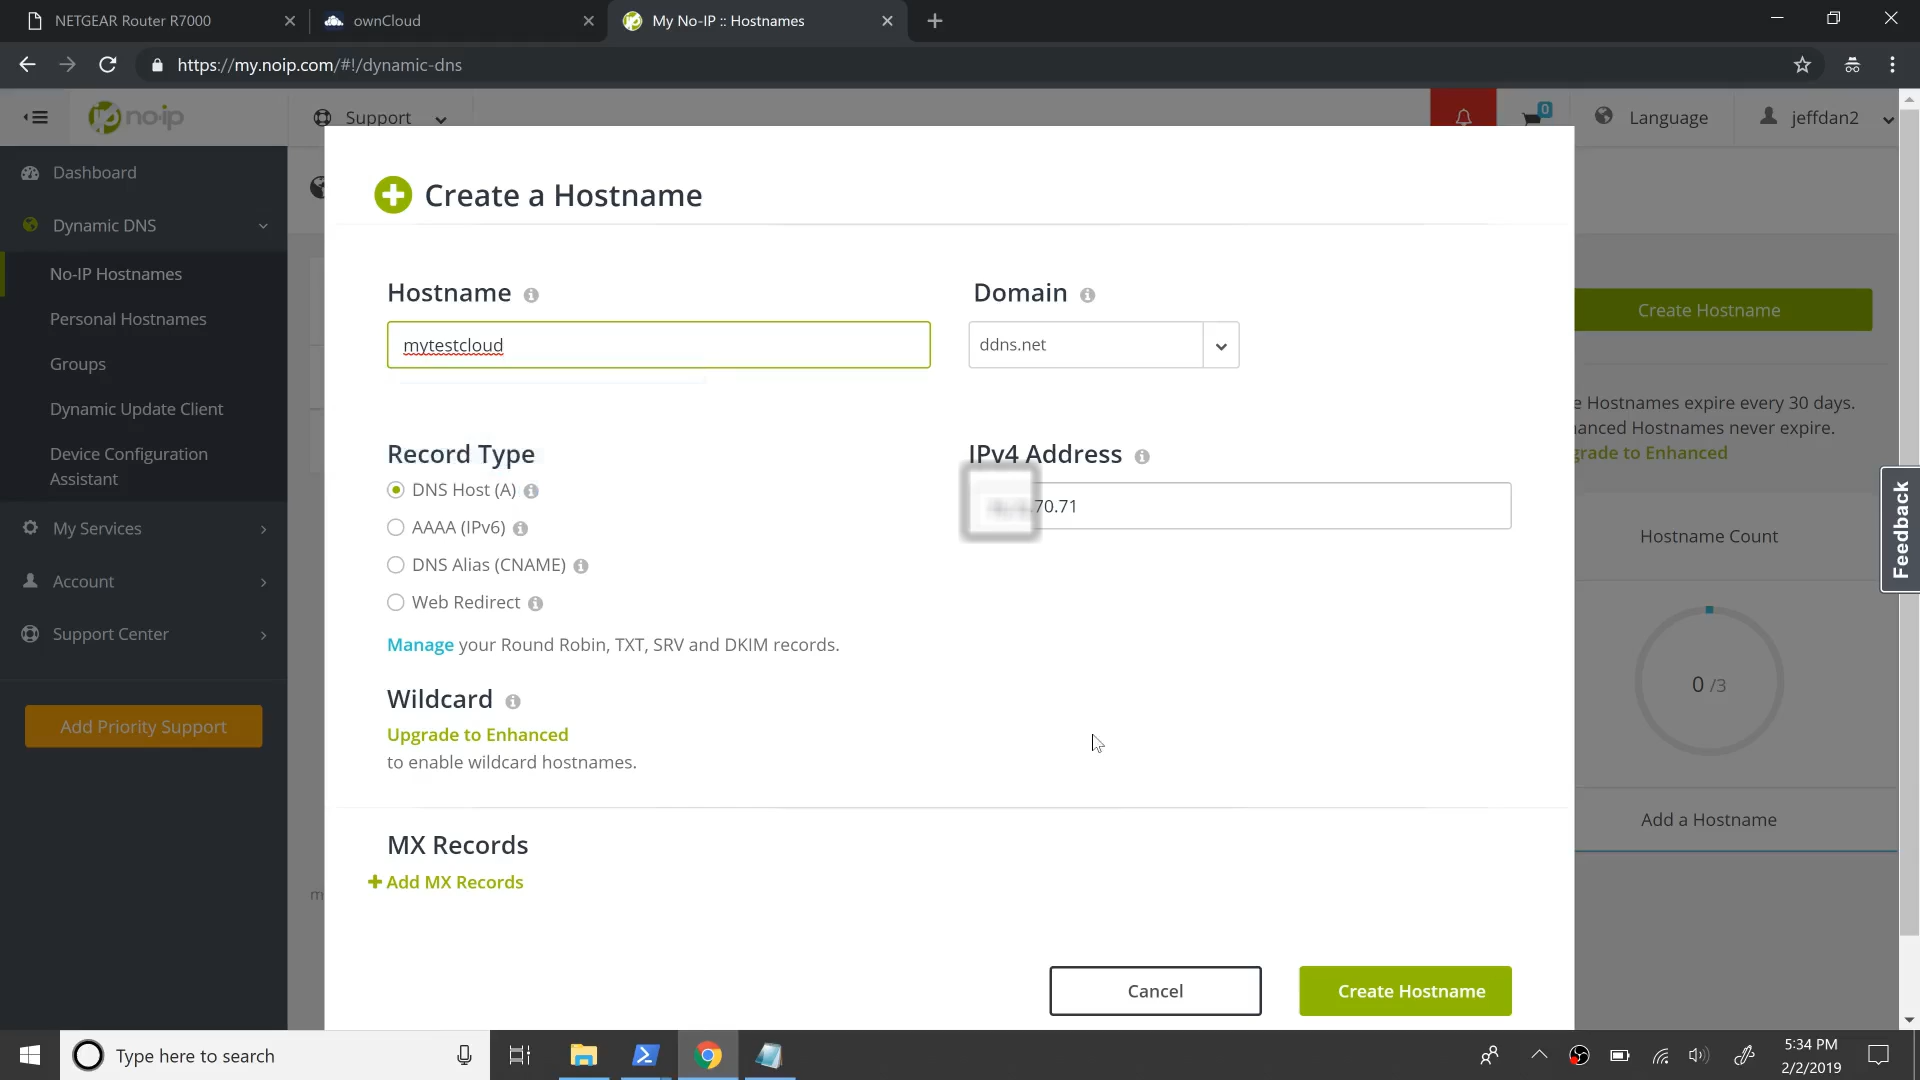 NETGEAR Router R7000
ownCloud
My No-IP :: Hostnames
https://my.noip.com/#!/dynamic-dns
no-ip
Support
0
Language
jeffdan2
Dashboard
Dynamic DNS
No-IP Hostnames
Personal Hostnames
Groups
Dynamic Update Client
Device Configuration
Assistant
My Services
Account
Support Center
Add Priority Support
Create a Hostname
Hostname
Domain
mytestcloud
ddns.net
Record Type
IPv4 Address
DNS Host (A)
.70.71
AAAA (IPv6)
DNS Alias (CNAME)
Web Redirect
Manage your Round Robin, TXT, SRV and DKIM records.
Wildcard
Upgrade to Enhanced
to enable wildcard hostnames.
MX Records
Add MX Records
Cancel
Create Hostname
Create Hostname
Hostnames expire every 30 days.
Hostnames never expire.
to Enhanced
Hostname Count
0 /3
Add a Hostname
Feedback
Type here to search
5:34 PM
2/2/2019